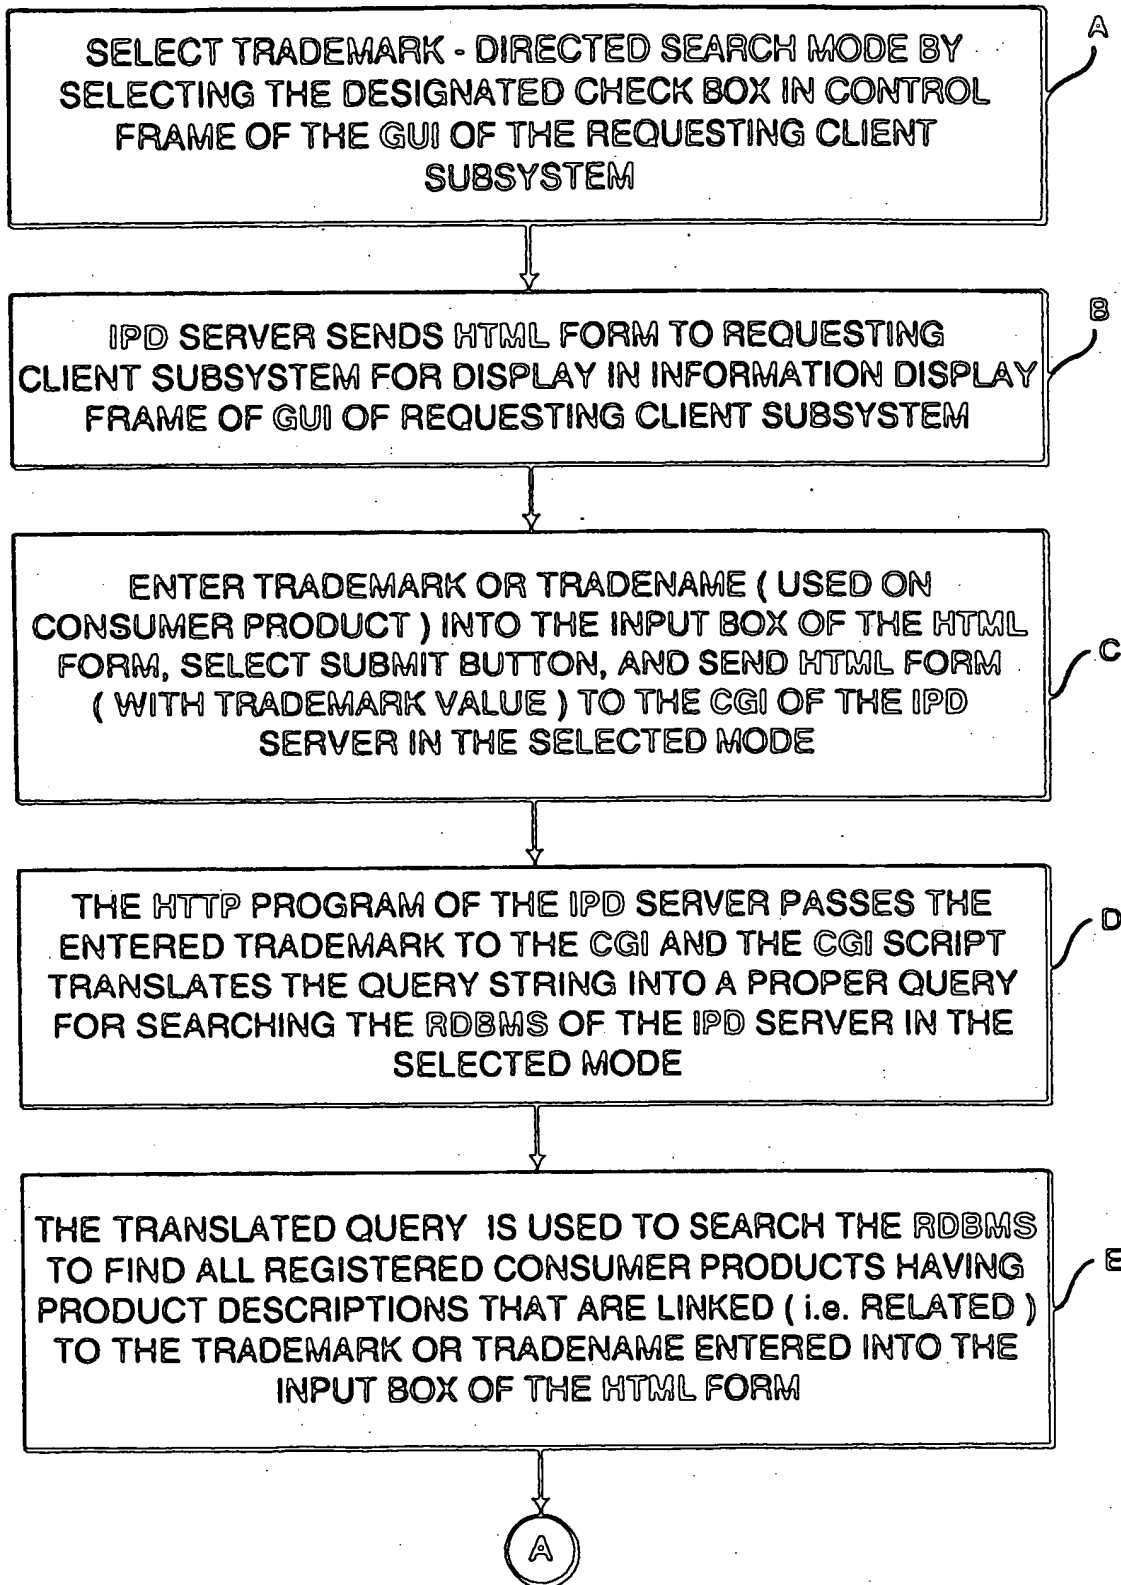 A
SELECT TRADEMARK - DIRECTED SEARCH MODE BY
SELECTING THE DESIGNATED CHECK BOX IN CONTROL
FRAME OF THE GUI OF THE REQUESTING CLIENT
SUBSYSTEM
B
IPD SERVER SENDS HTML FORM TO REQUESTING
CLIENT SUBSYSTEM FOR DISPLAY IN INFORMATION DISPLAY
FRAME OF GUI OF REQUESTING CLIENT SUBSYSTEM
ENTER TRADEMARK OR TRADENAME ( USED ON
CONSUMER PRODUCT ) INTO THE INPUT BOX OF THE HTML
FORM, SELECT SUBMIT BUTTON, AND SEND HTML FORM
( WITH TRADEMARK VALUE ) TO THE CGI OF THE IPD
SERVER IN THE SELECTED MODE
C
THE HTTP PROGRAM OF THE IPD SERVER PASSES THE
ENTERED TRADEMARK TO THE CGI AND THE CGI SCRIPT
TRANSLATES THE QUERY STRING INTO A PROPER QUERY
FOR SEARCHING THE RDBMS OF THE IPD SERVER IN THE
SELECTED MODE
D
THE TRANSLATED QUERY IS USED TO SEARCH THE RDBMS
TO FIND ALL REGISTERED CONSUMER PRODUCTS HAVING
PRODUCT DESCRIPTIONS THAT ARE LINKED ( i.e. RELATED )
TO THE TRADEMARK OR TRADENAME ENTERED INTO THE
INPUT BOX OF THE HTML FORM
E
A